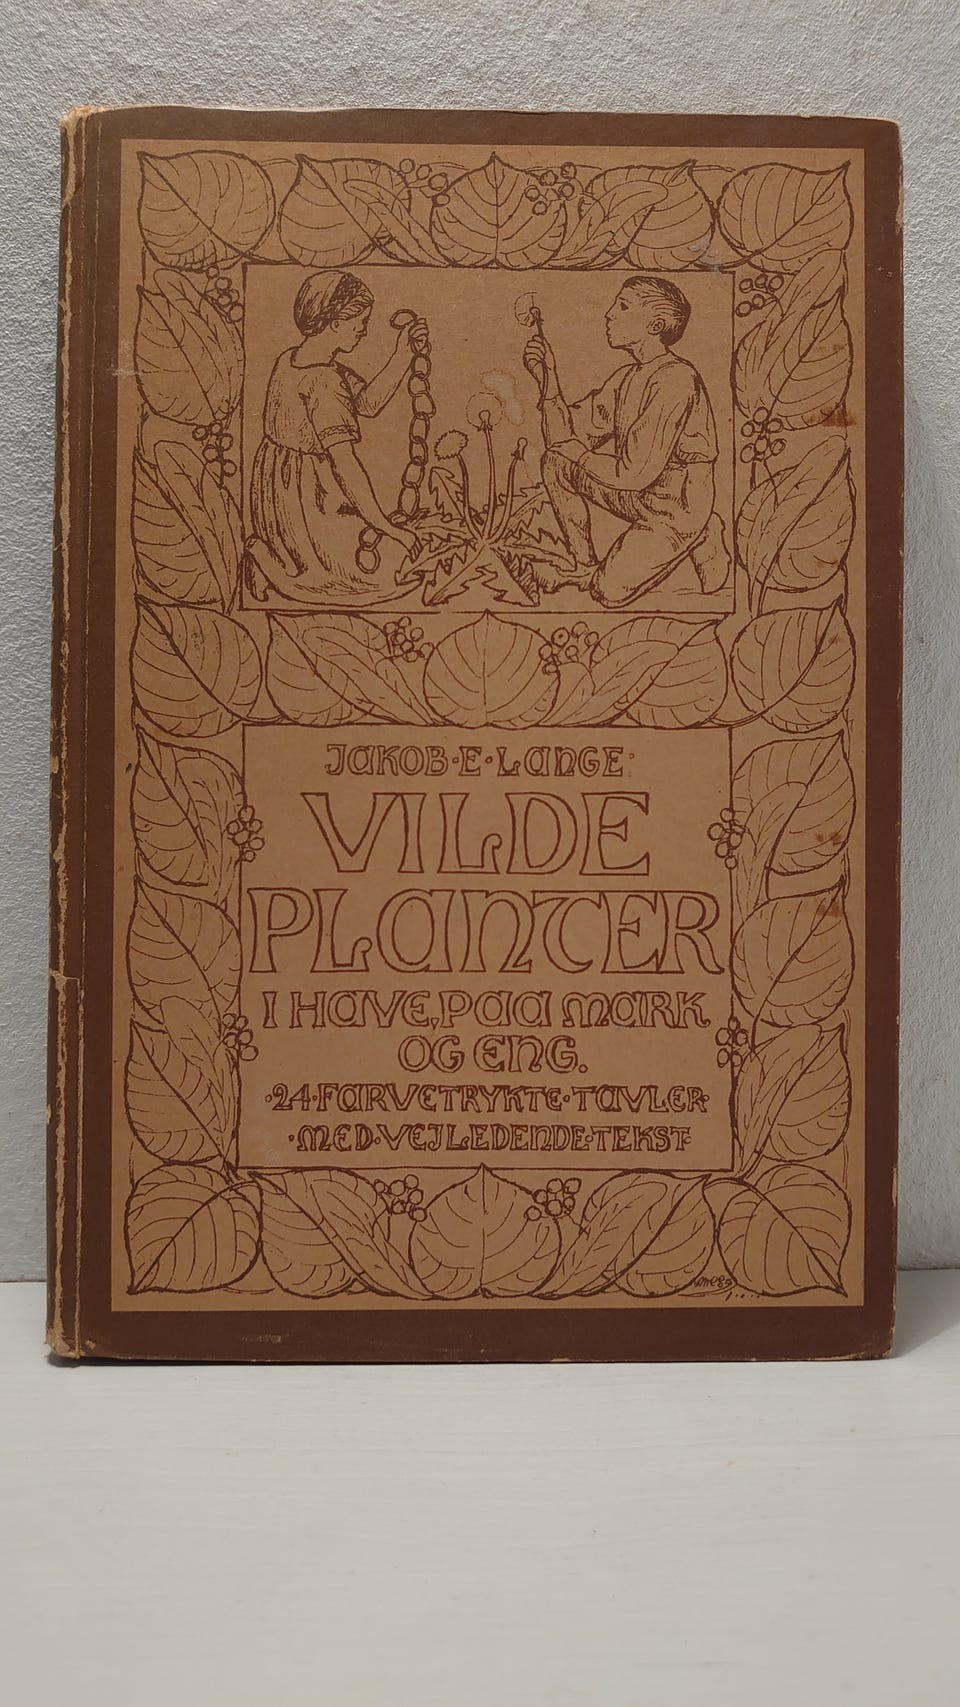 JAKOB·E·LANGE:
VILDE
PLANTER
I HAVE, PAA MARK
OG ENG.
·24·FARVETRYKTE·TAVLER·
·MED·VEJLEDENDE·TEKST·